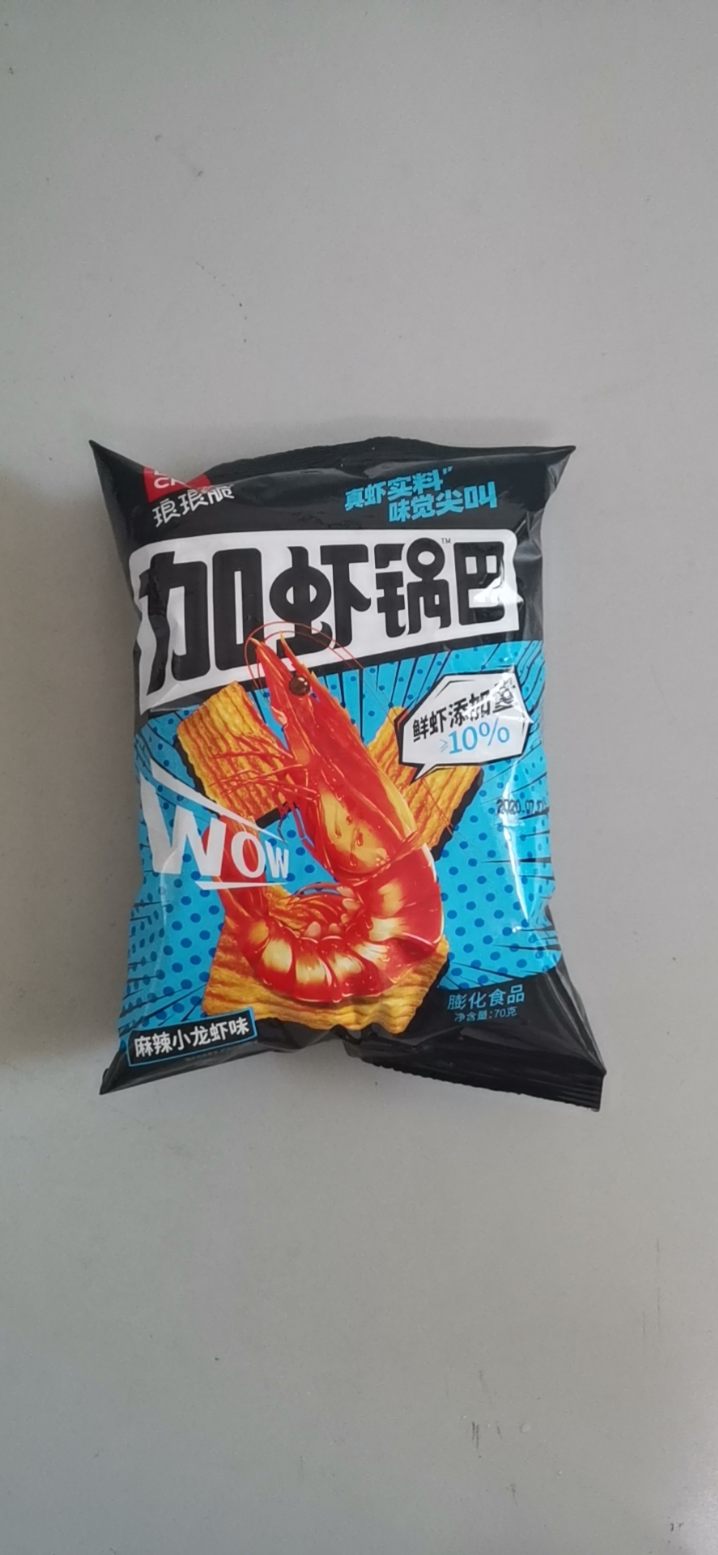 琅琅脆
真虾实料"
味觉尖叫
加虾锅巴™
鲜虾添加量
≥10%
WOW
膨化食品
净含量:70克
麻辣小龙虾味